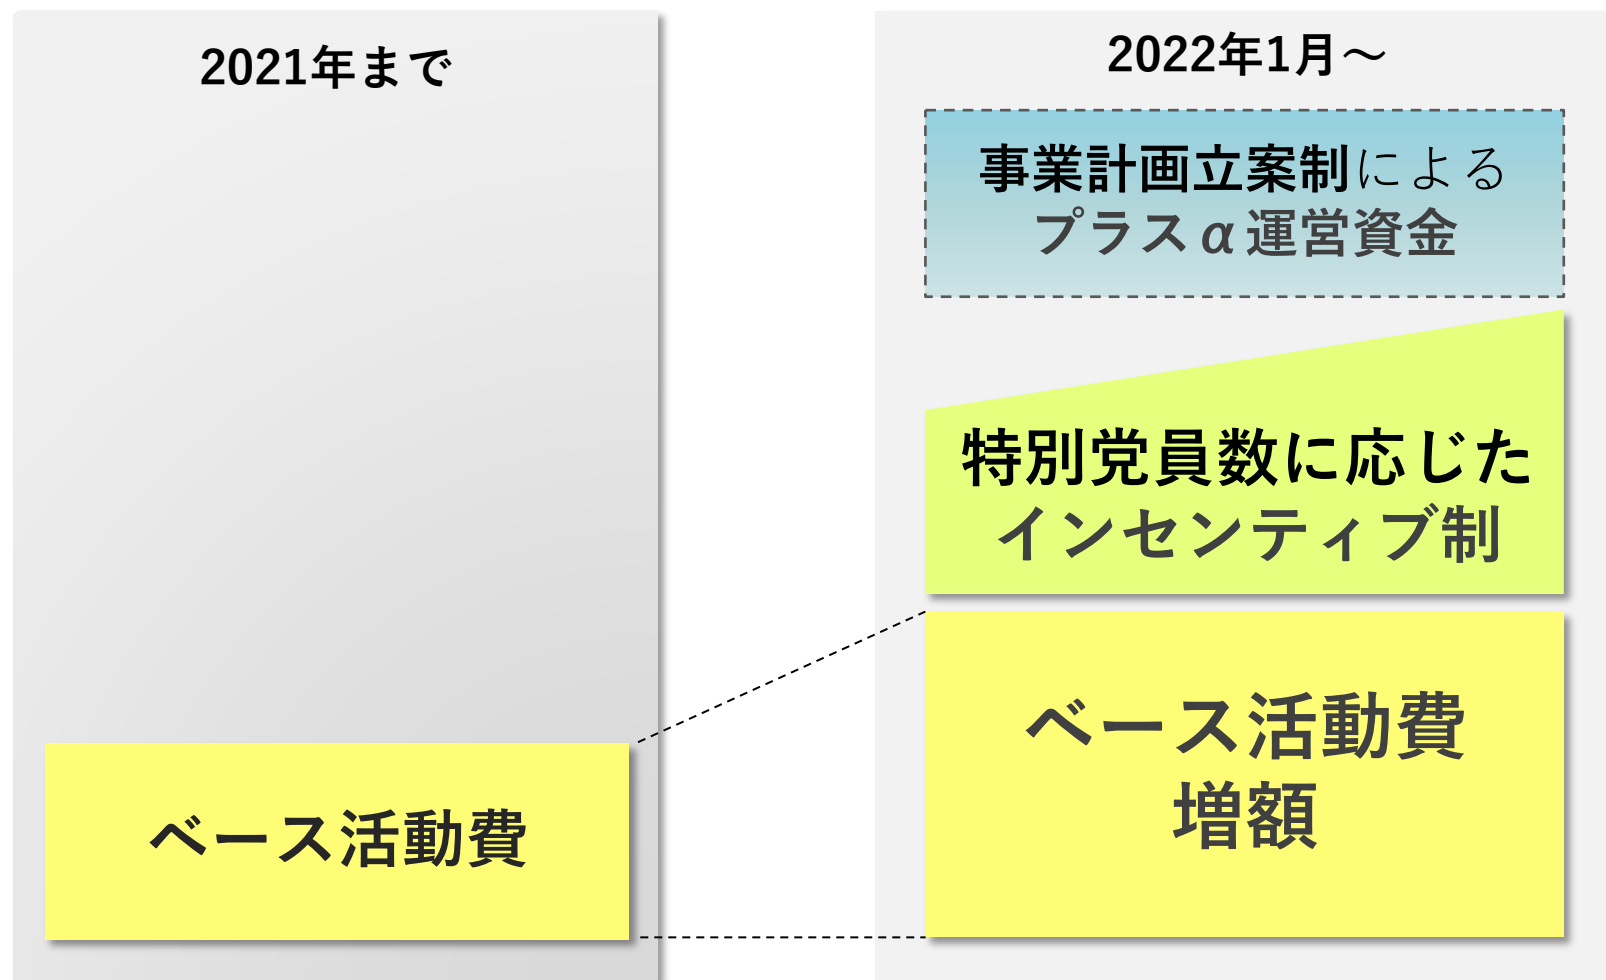 2021年まで
ベース活動費
2022年1月～
事業計画立案制による
プラスα運営資金
特別党員数に応じた
インセンティブ制
ベース活動費
増額